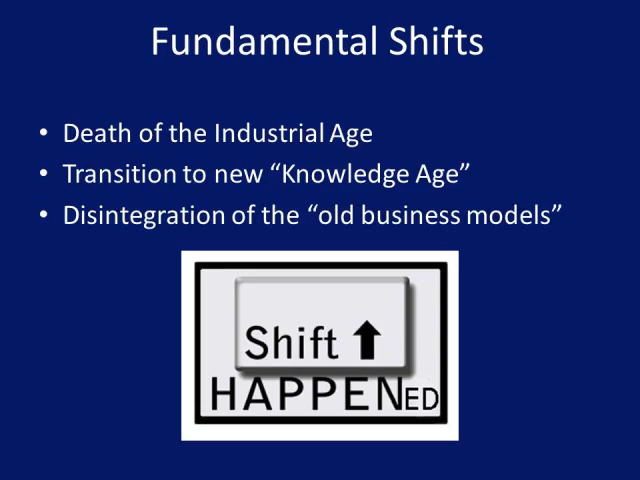 Fundamental Shifts
• Death of the Industrial Age
• Transition to new “Knowledge Age”
• Disintegration of the “old business models”
Shift ⬆
HAPPENED